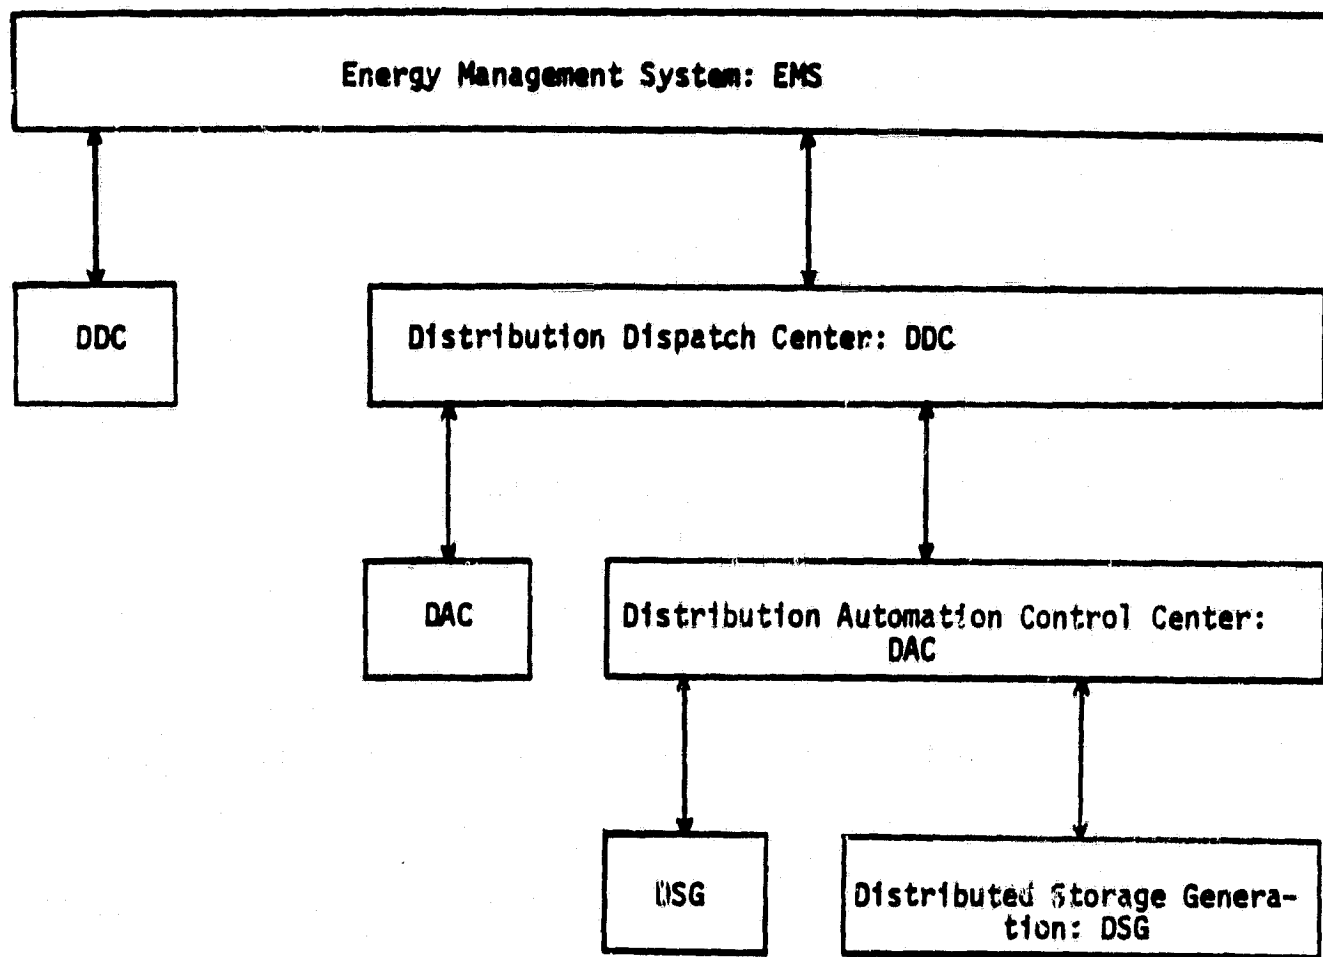 Energy Management System: EMS
DDC
Distribution Dispatch Center: DDC
DAC
Distribution Automation Control Center:
DAC
DSG
Distributed Storage Genera-
tion: DSG